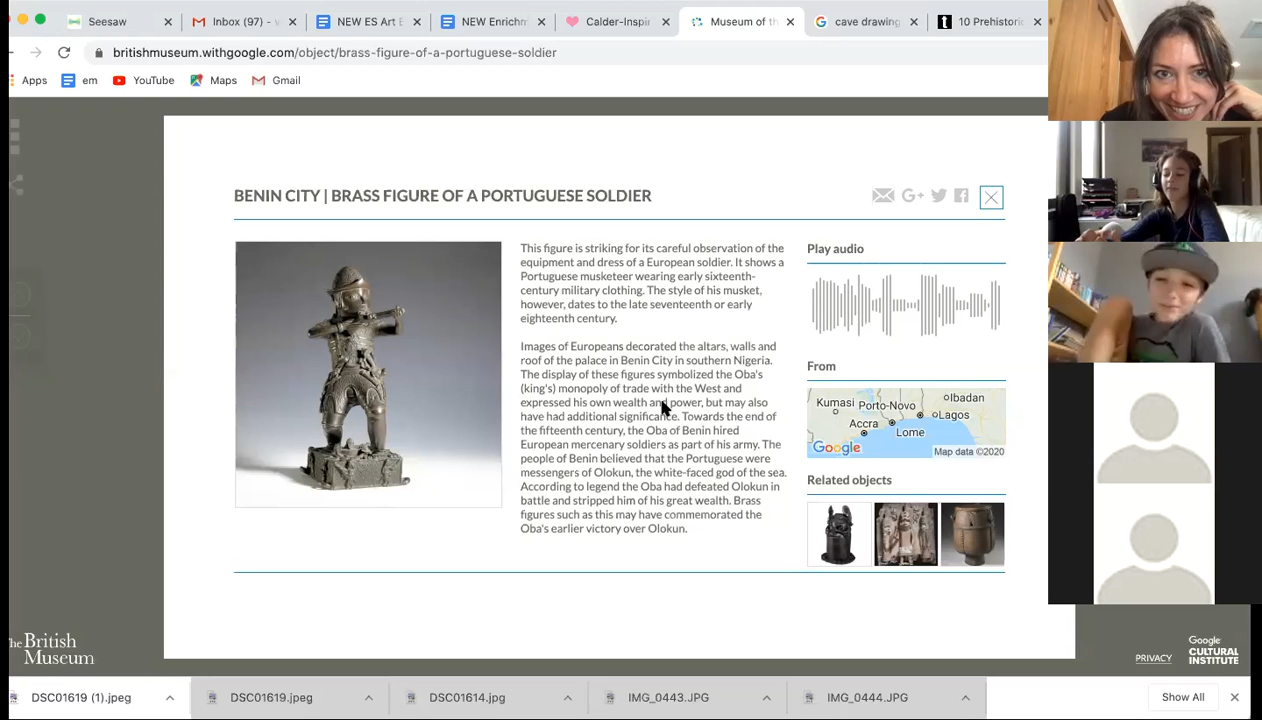 Seesaw
Inbox (97) -
NEW ES Art
NEW Enrichm
Calder-Inspi
Museum of th
cave drawing
10 Prehistoric
britishmuseum.withgoogle.com/object/brass-figure-of-a-portuguese-soldier
Apps
em
YouTube
Maps
Gmail
BENIN CITY | BRASS FIGURE OF A PORTUGUESE SOLDIER
This figure is striking for its careful observation of the
equipment and dress of a European soldier. It shows a
Portuguese musketeer wearing early sixteenth-
century military clothing. The style of his musket,
however, dates to the late seventeenth or early
eighteenth century.
Images of Europeans decorated the altars, walls and
roof of the palace in Benin City in southern Nigeria.
The display of these figures symbolized the Oba's
(king's) monopoly of trade with the West and
expressed his own wealth and power, but may also
have had additional significance. Towards the end of
the fifteenth century, the Oba of Benin hired
European mercenary soldiers as part of his army. The
people of Benin believed that the Portuguese were
messengers of Olokun, the white-faced god of the sea.
According to legend the Oba had defeated Olokun in
battle and stripped him of his great wealth. Brass
figures such as this may have commemorated the
Oba's earlier victory over Olokun.
Play audio
From
Kumasi
Porto-Novo
Ibadan
Lagos
Accra
Lome
Google
Map data ©2020
Related objects
The British
Museum
PRIVACY
Google
CULTURAL
INSTITUTE
DSC01619 (1).jpeg
DSC01619.jpeg
DSC01614.jpg
IMG_0443.JPG
IMG_0444.JPG
Show All